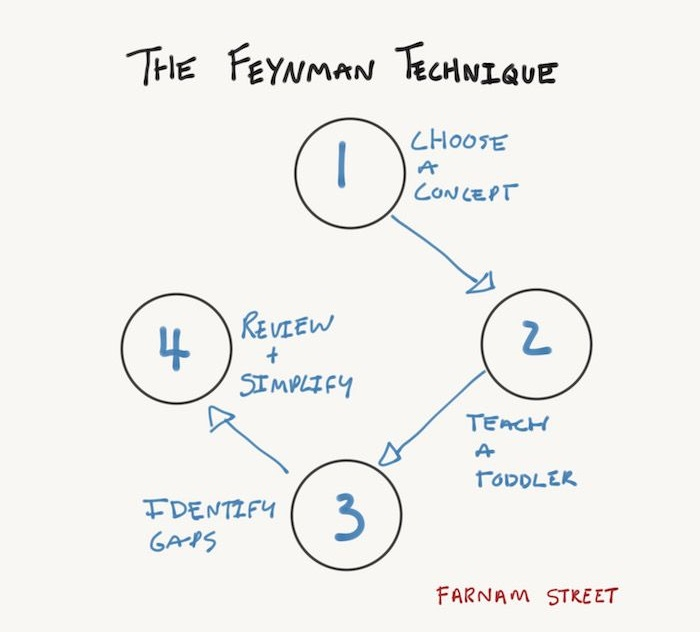 THE FEYNMAN TECHNIQUE
1
CHOOSE
A
CONCEPT
2
TEACH
A
TODDLER
3
IDENTIFY
GAPS
4
REVIEW
+
SIMPLIFY
FARNAM STREET